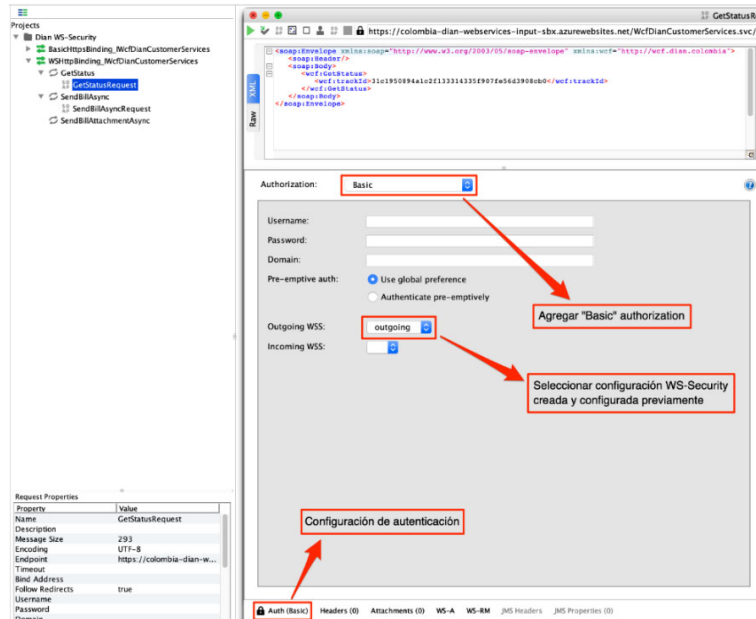 GetStatusRe
Projects
Dian WS-Security
BasicHttpsBinding_IWcfDianCustomerServices
WSHttpBinding_IWcfDianCustomerServices
GetStatus
GetStatusRequest
SendBillAsync
SendBillAsyncRequest
SendBillAttachmentAsync
https://colombia-dian-webservices-input-sbx.azurewebsites.net/WcfDianCustomerServices.svc/
XML
Raw
<soap:Envelope xmlns:soap="http://www.w3.org/2003/05/soap-envelope" xmlns:wcf="http://wcf.dian.colombia">
<soap:Header/>
<soap:Body>
<wcf:GetStatus>
<wcf:trackId>31c1950894a1c2f133314335f907fe56d3908cb0</wcf:trackId>
</wcf:GetStatus>
</soap:Body>
</soap:Envelope>
Authorization: Basic
Username:
Password:
Domain:
Pre-emptive auth: Use global preference
Authenticate pre-emptively
Outgoing WSS: outgoing
Incoming WSS:
Agregar "Basic" authorization
Seleccionar configuración WS-Security
creada y configurada previamente
Configuración de autenticación
Request Properties
Property Value
Name GetStatusRequest
Description
Message Size 293
Encoding UTF-8
Endpoint https://colombia-dian-w...
Timeout
Bind Address
Follow Redirects true
Username
Password
Domain
Auth (Basic) Headers (0) Attachments (0) WS-A WS-RM JMS Headers JMS Properties (0)